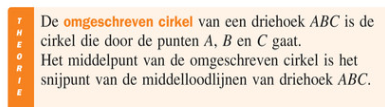 THEORIE
De omgeschreven cirkel van een driehoek ABC is de
cirkel die door de punten A, B en C gaat.
Het middelpunt van de omgeschreven cirkel is het
snijpunt van de middelloodlijnen van driehoek ABC.